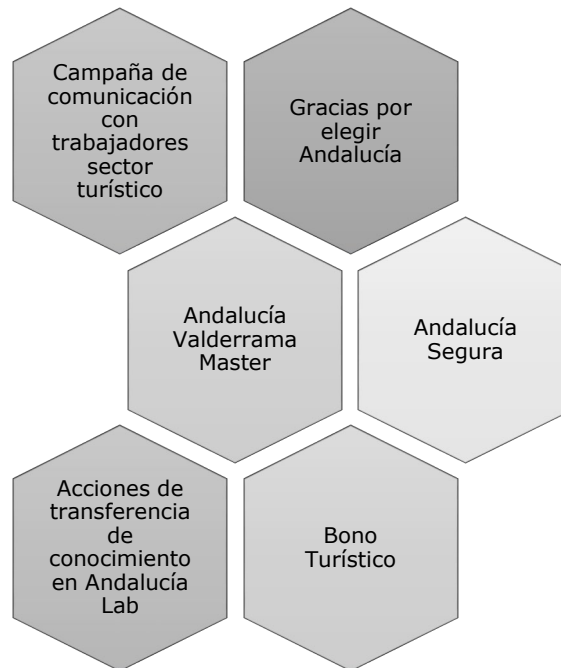 Campaña de
comunicación
con
trabajadores
sector
turístico
Gracias por
elegir
Andalucía
Andalucía
Valderrama
Master
Andalucía
Segura
Acciones de
transferencia
de
conocimiento
en Andalucía
Lab
Bono
Turístico